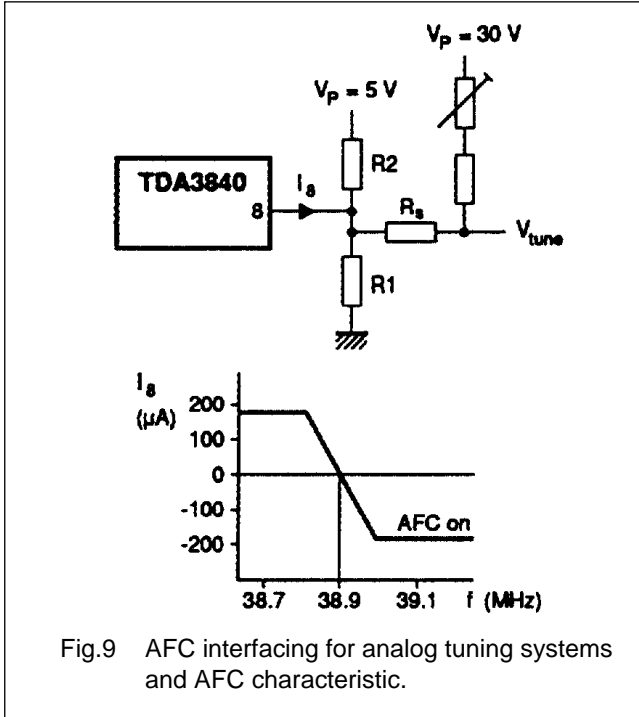 V_P = 30 V
V_P = 5 V
TDA3840
8
I_8
R2
R_s
V_tune
R1
I_8
(µA)
200
100
0
-100
-200
AFC on
38.7 38.9 39.1 f (MHz)
Fig.9 AFC interfacing for analog tuning systems
and AFC characteristic.